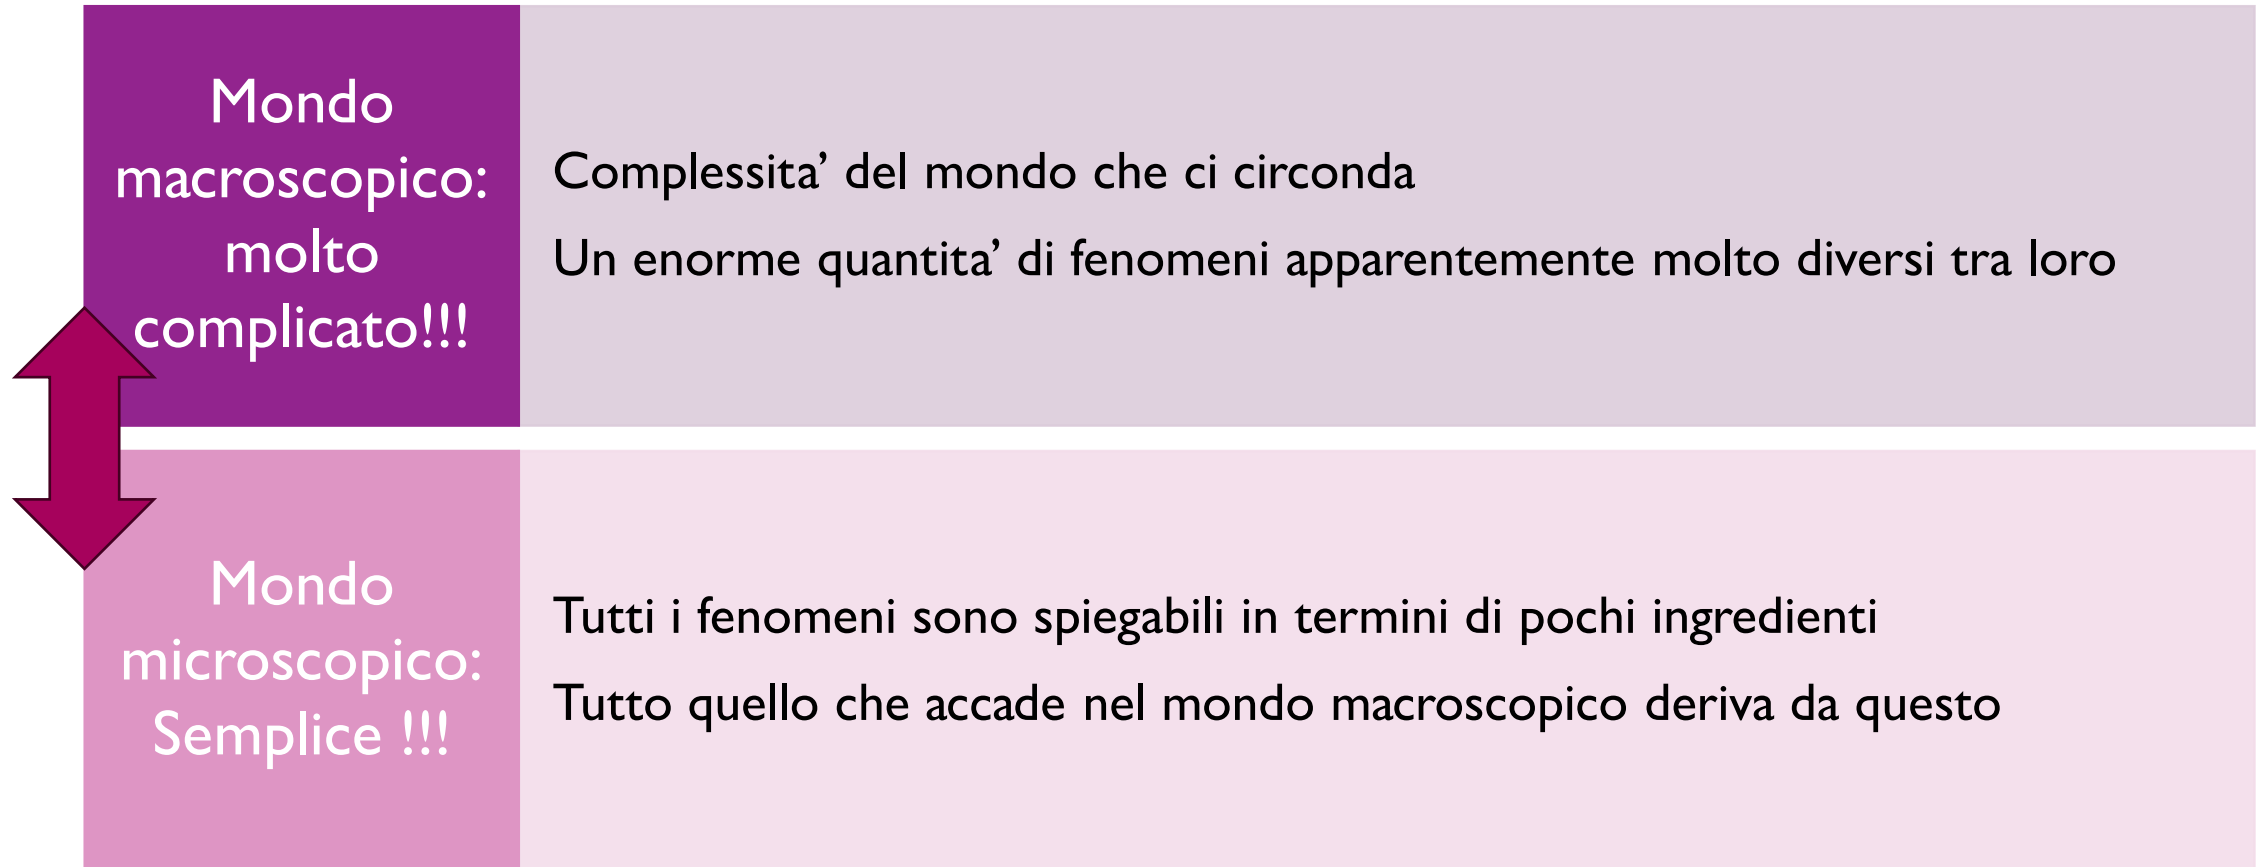 Mondo
macroscopico:
molto
complicato!!!
Complessita’ del mondo che ci circonda
Un enorme quantita’ di fenomeni apparentemente molto diversi tra loro
Mondo
microscopico:
Semplice !!!
Tutti i fenomeni sono spiegabili in termini di pochi ingredienti
Tutto quello che accade nel mondo macroscopico deriva da questo